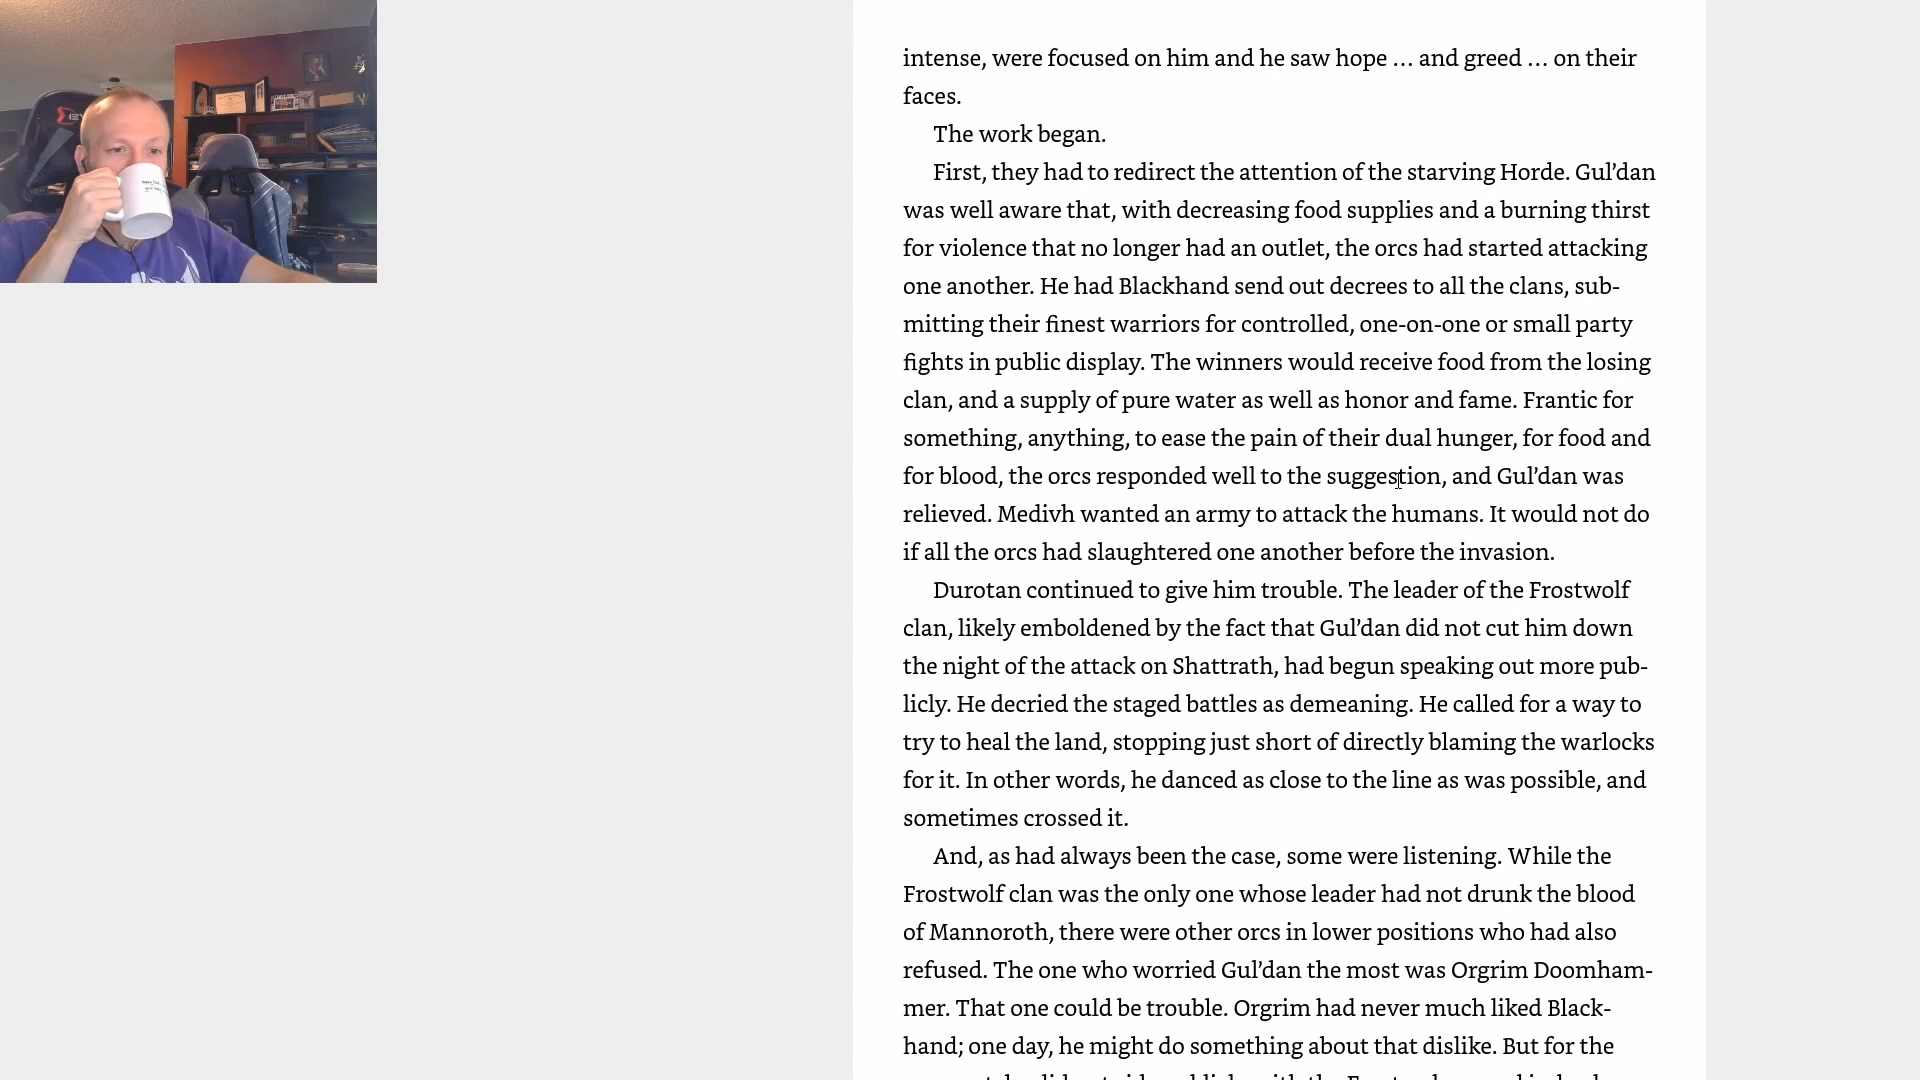 intense, were focused on him and he saw hope … and greed … on their
faces.
The work began.
First, they had to redirect the attention of the starving Horde. Gul’dan
was well aware that, with decreasing food supplies and a burning thirst
for violence that no longer had an outlet, the orcs had started attacking
one another. He had Blackhand send out decrees to all the clans, sub-
mitting their finest warriors for controlled, one-on-one or small party
fights in public display. The winners would receive food from the losing
clan, and a supply of pure water as well as honor and fame. Frantic for
something, anything, to ease the pain of their dual hunger, for food and
for blood, the orcs responded well to the suggestion, and Gul’dan was
relieved. Medivh wanted an army to attack the humans. It would not do
if all the orcs had slaughtered one another before the invasion.
Durotan continued to give him trouble. The leader of the Frostwolf
clan, likely emboldened by the fact that Gul’dan did not cut him down
the night of the attack on Shattrath, had begun speaking out more pub-
licly. He decried the staged battles as demeaning. He called for a way to
try to heal the land, stopping just short of directly blaming the warlocks
for it. In other words, he danced as close to the line as was possible, and
sometimes crossed it.
And, as had always been the case, some were listening. While the
Frostwolf clan was the only one whose leader had not drunk the blood
of Mannoroth, there were other orcs in lower positions who had also
refused. The one who worried Gul’dan the most was Orgrim Doomham-
mer. That one could be trouble. Orgrim had never much liked Black-
hand; one day, he might do something about that dislike. But for the